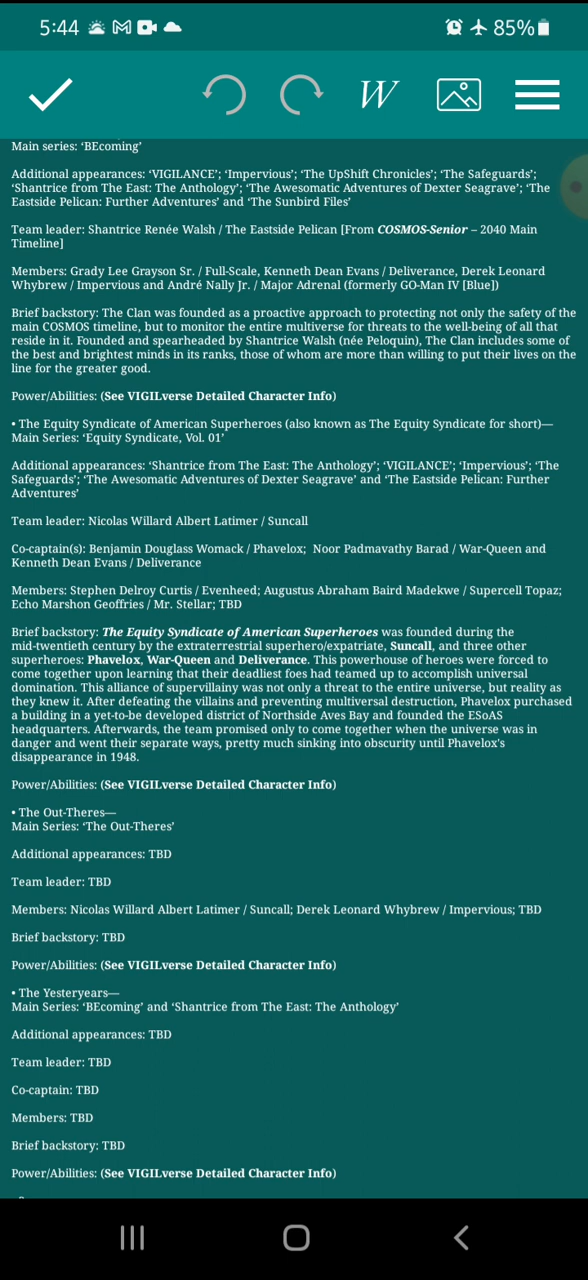 5:44
85%
W
Main series: ‘BEcoming’
Additional appearances: ‘VIGILANCE’; ‘Impervious’; ‘The UpShift Chronicles’; ‘The Safeguards’;
‘Shantrice from The East: The Anthology’; ‘The Awesomatic Adventures of Dexter Seagrave’; ‘The
Eastside Pelican: Further Adventures’ and ‘The Sunbird Files’
Team leader: Shantrice Renée Walsh / The Eastside Pelican [From COSMOS-Senior – 2040 Main
Timeline]
Members: Grady Lee Grayson Sr. / Full-Scale, Kenneth Dean Evans / Deliverance, Derek Leonard
Whybrew / Impervious and André Nally Jr. / Major Adrenal (formerly GO-Man IV [Blue])
Brief backstory: The Clan was founded as a proactive approach to protecting not only the safety of the
main COSMOS timeline, but to monitor the entire multiverse for threats to the well-being of all that
reside in it. Founded and spearheaded by Shantrice Walsh (née Peloquin), The Clan includes some of
the best and brightest minds in its ranks, those of whom are more than willing to put their lives on the
line for the greater good.
Power/Abilities: (See VIGILverse Detailed Character Info)
• The Equity Syndicate of American Superheroes (also known as The Equity Syndicate for short)—
Main Series: ‘Equity Syndicate, Vol. 01’
Additional appearances: ‘Shantrice from The East: The Anthology’; ‘VIGILANCE’; ‘Impervious’; ‘The
Safeguards’; ‘The Awesomatic Adventures of Dexter Seagrave’ and ‘The Eastside Pelican: Further
Adventures’
Team leader: Nicolas Willard Albert Latimer / Suncall
Co-captain(s): Benjamin Douglass Womack / Phavelox;  Noor Padmavathy Barad / War-Queen and
Kenneth Dean Evans / Deliverance
Members: Stephen Delroy Curtis / Evenheed; Augustus Abraham Baird Madekwe / Supercell Topaz;
Echo Marshon Geoffries / Mr. Stellar; TBD
Brief backstory: The Equity Syndicate of American Superheroes was founded during the
mid-twentieth century by the extraterrestrial superhero/expatriate, Suncall, and three other
superheroes: Phavelox, War-Queen and Deliverance. This powerhouse of heroes were forced to
come together upon learning that their deadliest foes had teamed up to accomplish universal
domination. This alliance of supervillainy was not only a threat to the entire universe, but reality as
they knew it. After defeating the villains and preventing multiversal destruction, Phavelox purchased
a building in a yet-to-be developed district of Northside Aves Bay and founded the ESoAS
headquarters. Afterwards, the team promised only to come together when the universe was in
danger and went their separate ways, pretty much sinking into obscurity until Phavelox's
disappearance in 1948.
Power/Abilities: (See VIGILverse Detailed Character Info)
• The Out-Theres—
Main Series: ‘The Out-Theres’
Additional appearances: TBD
Team leader: TBD
Members: Nicolas Willard Albert Latimer / Suncall; Derek Leonard Whybrew / Impervious; TBD
Brief backstory: TBD
Power/Abilities: (See VIGILverse Detailed Character Info)
• The Yesteryears—
Main Series: ‘BEcoming’ and ‘Shantrice from The East: The Anthology’
Additional appearances: TBD
Team leader: TBD
Co-captain: TBD
Members: TBD
Brief backstory: TBD
Power/Abilities: (See VIGILverse Detailed Character Info)